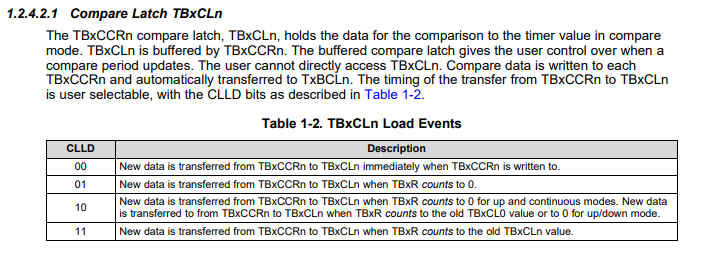 1.2.4.2.1 Compare Latch TBxCLn
The TBxCCRn compare latch, TBxCLn, holds the data for the comparison to the timer value in compare
mode. TBxCLn is buffered by TBxCCRn. The buffered compare latch gives the user control over when a
compare period updates. The user cannot directly access TBxCLn. Compare data is written to each
TBxCCRn and automatically transferred to TxBCLn. The timing of the transfer from TBxCCRn to TBxCLn
is user selectable, with the CLLD bits as described in Table 1-2.
Table 1-2. TBxCLn Load Events
CLLD Description
00 New data is transferred from TBxCCRn to TBxCLn immediately when TBxCCRn is written to.
01 New data is transferred from TBxCCRn to TBxCLn when TBxR counts to 0.
10 New data is transferred from TBxCCRn to TBxCLn when TBxR counts to 0 for up and continuous modes. New data
is transferred to from TBxCCRn to TBxCLn when TBxR counts to the old TBxCL0 value or to 0 for up/down mode.
11 New data is transferred from TBxCCRn to TBxCLn when TBxR counts to the old TBxCLn value.